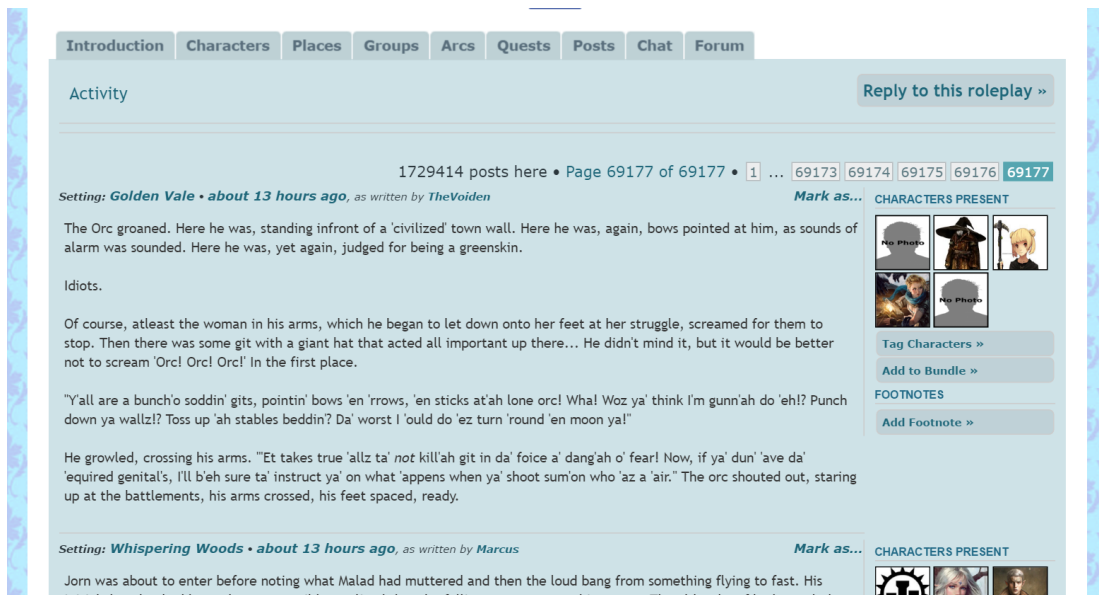 Introduction Characters Places Groups Arcs Quests Posts Chat Forum
Activity
Reply to this roleplay »
1729414 posts here • Page 69177 of 69177 • 1 ... 69173 69174 69175 69176 69177
Setting: Golden Vale • about 13 hours ago, as written by TheVoiden
Mark as...
The Orc groaned. Here he was, standing infront of a 'civilized' town wall. Here he was, again, bows pointed at him, as sounds of
alarm was sounded. Here he was, yet again, judged for being a greenskin.
Idiots.
Of course, atleast the woman in his arms, which he began to let down onto her feet at her struggle, screamed for them to
stop. Then there was some git with a giant hat that acted all important up there... He didn't mind it, but it would be better
not to scream 'Orc! Orc! Orc!' In the first place.
"Y'all are a bunch'o soddin' gits, pointin' bows 'en 'rrows, 'en sticks at'ah lone orc! Wha! Woz ya' think I'm gunn'ah do 'eh!? Punch
down ya wallz!? Toss up 'ah stables beddin'? Da' worst I 'ould do 'ez turn 'round 'en moon ya!"
He growled, crossing his arms. "'Et takes true 'allz ta' not kill'ah git in da' foice a' dang'ah o' fear! Now, if ya' dun' 'ave da'
'equired genital's, I'll b'eh sure ta' instruct ya' on what 'appens when ya' shoot sum'on who 'az a 'air." The orc shouted out, staring
up at the battlements, his arms crossed, his feet spaced, ready.
CHARACTERS PRESENT
No Photo
No Photo
Tag Characters »
Add to Bundle »
FOOTNOTES
Add Footnote »
Setting: Whispering Woods • about 13 hours ago, as written by Marcus
Mark as...
CHARACTERS PRESENT
Jorn was about to enter before noting what Malad had muttered and then the loud bang from something flying to fast. His